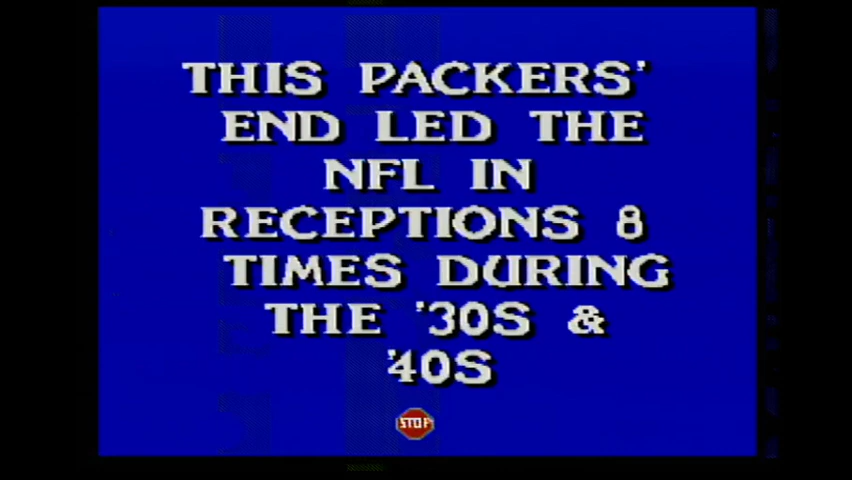 THIS PACKERS'
END LED THE
NFL IN
RECEPTIONS 8
TIMES DURING
THE '30S &
'40S
STOP